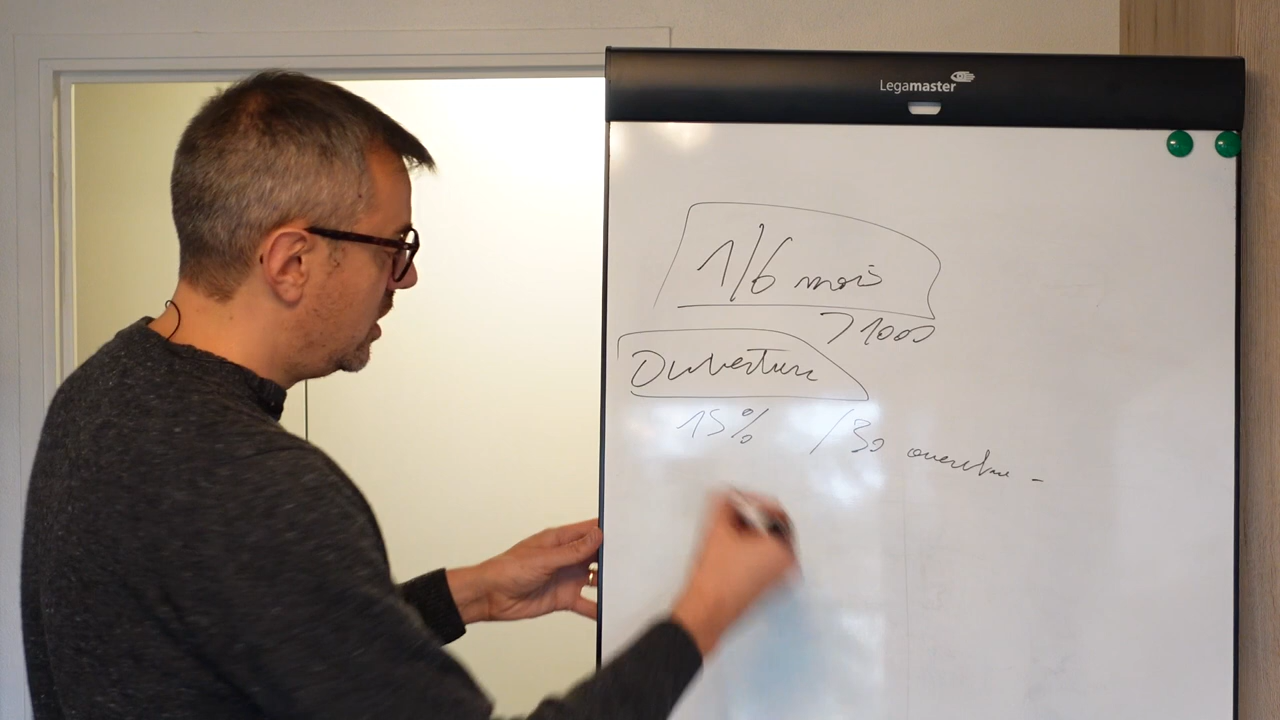 Legamaster
1/6 mois
>1000
Ouverture
15% /30 ouverture -